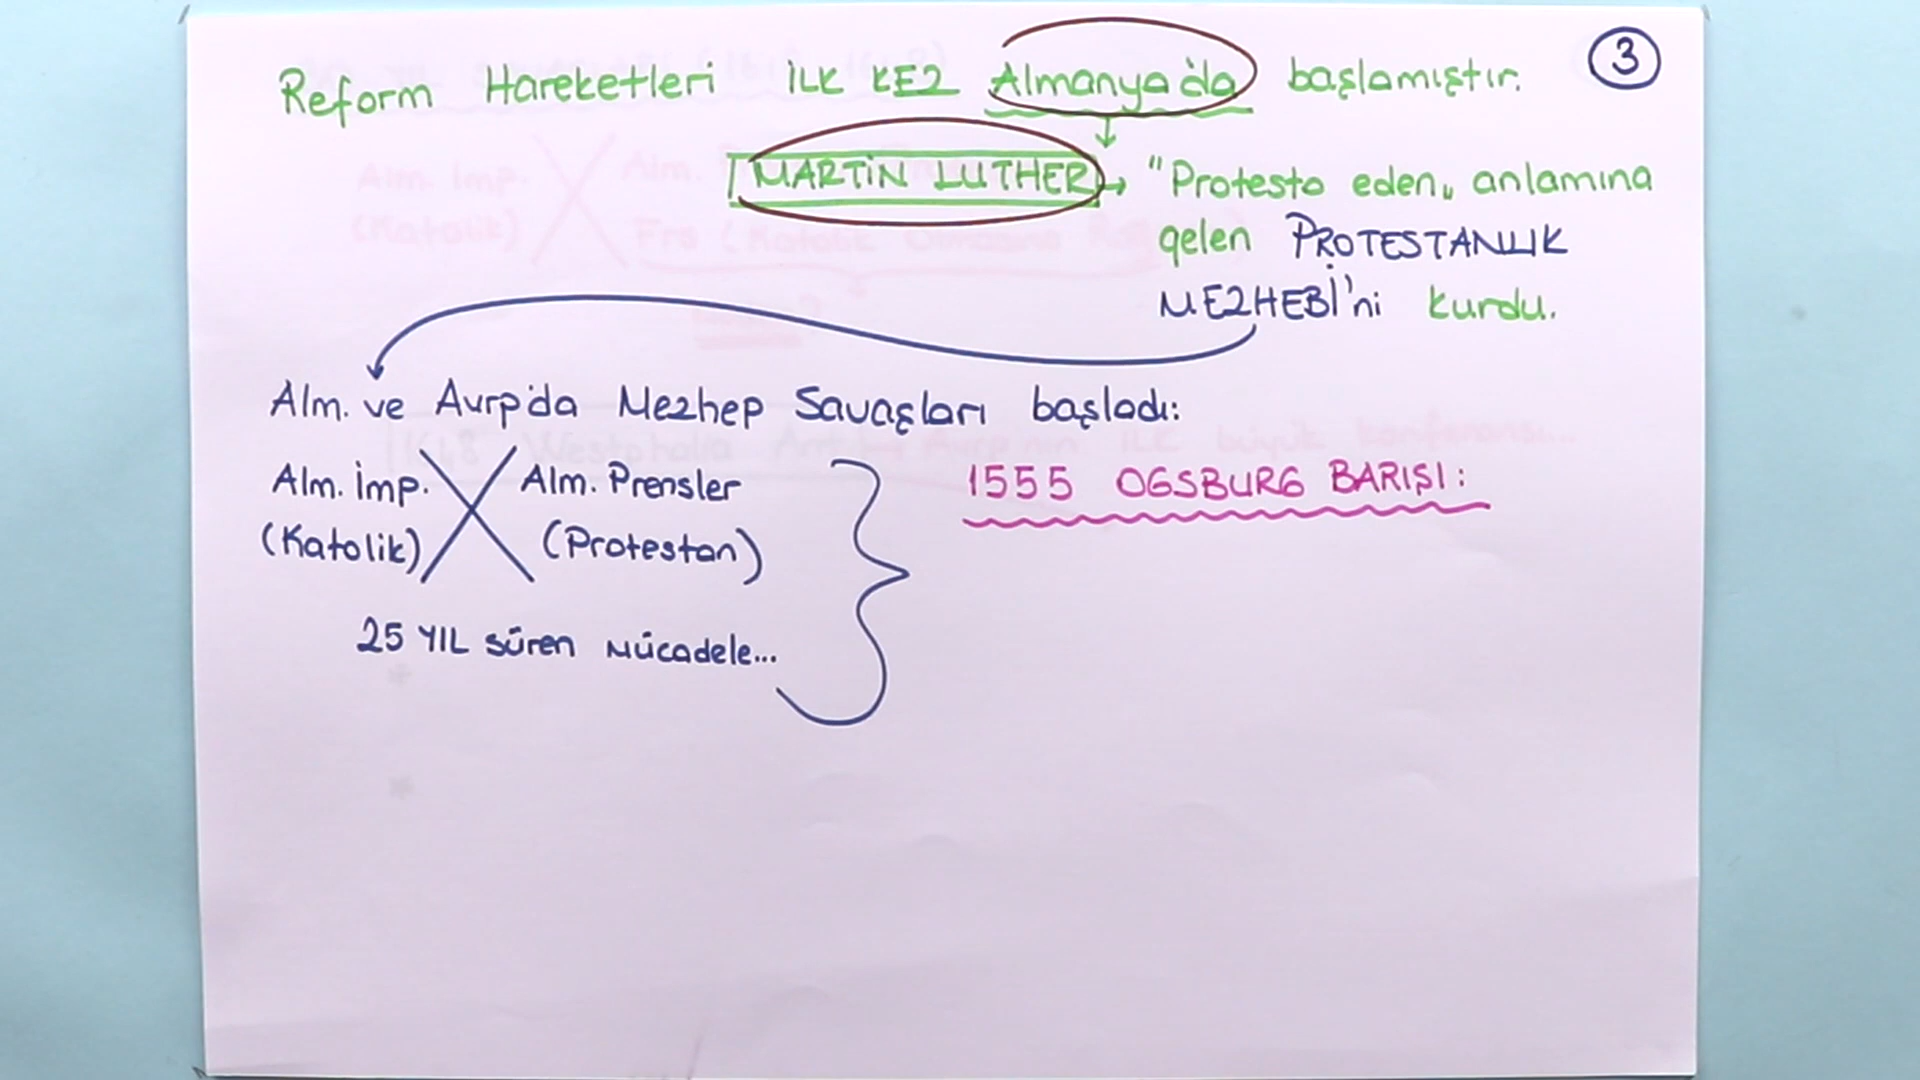 3
Reform Hareketleri İLK KEZ Almanya'da başlamıştır.
MARTİN LUTHER → "Protesto eden" anlamına
gelen PROTESTANLIK
MEZHEBİ'ni kurdu.
Alm. ve Avrp'da Mezhep Savaşları başladı:
Alm. İmp. Alm. Prensler
(Katolik) (Protestan)
25 YIL süren mücadele...
1555 OGSBURG BARIŞI: